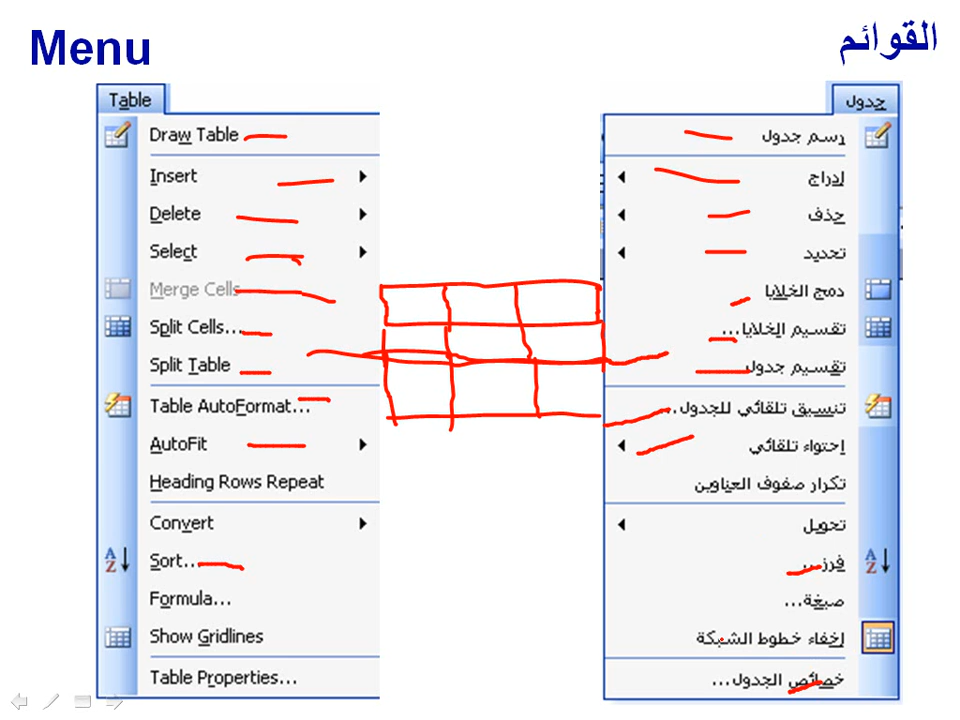 Menu
القوائم
Table
Draw Table
Insert
Delete
Select
Merge Cells
Split Cells...
Split Table
Table AutoFormat...
AutoFit
Heading Rows Repeat
Convert
Sort...
Formula...
Show Gridlines
Table Properties...
جدول
رسم جدول
إدراج
حذف
تحديد
دمج الخلايا
تقسيم الخلايا...
تقسيم جدول
تنسيق تلقائي للجدول...
إحتواء تلقائي
تكرار صفوف العناوين
تحويل
فرز...
صيغة...
إخفاء خطوط الشبكة
خصائص الجدول...